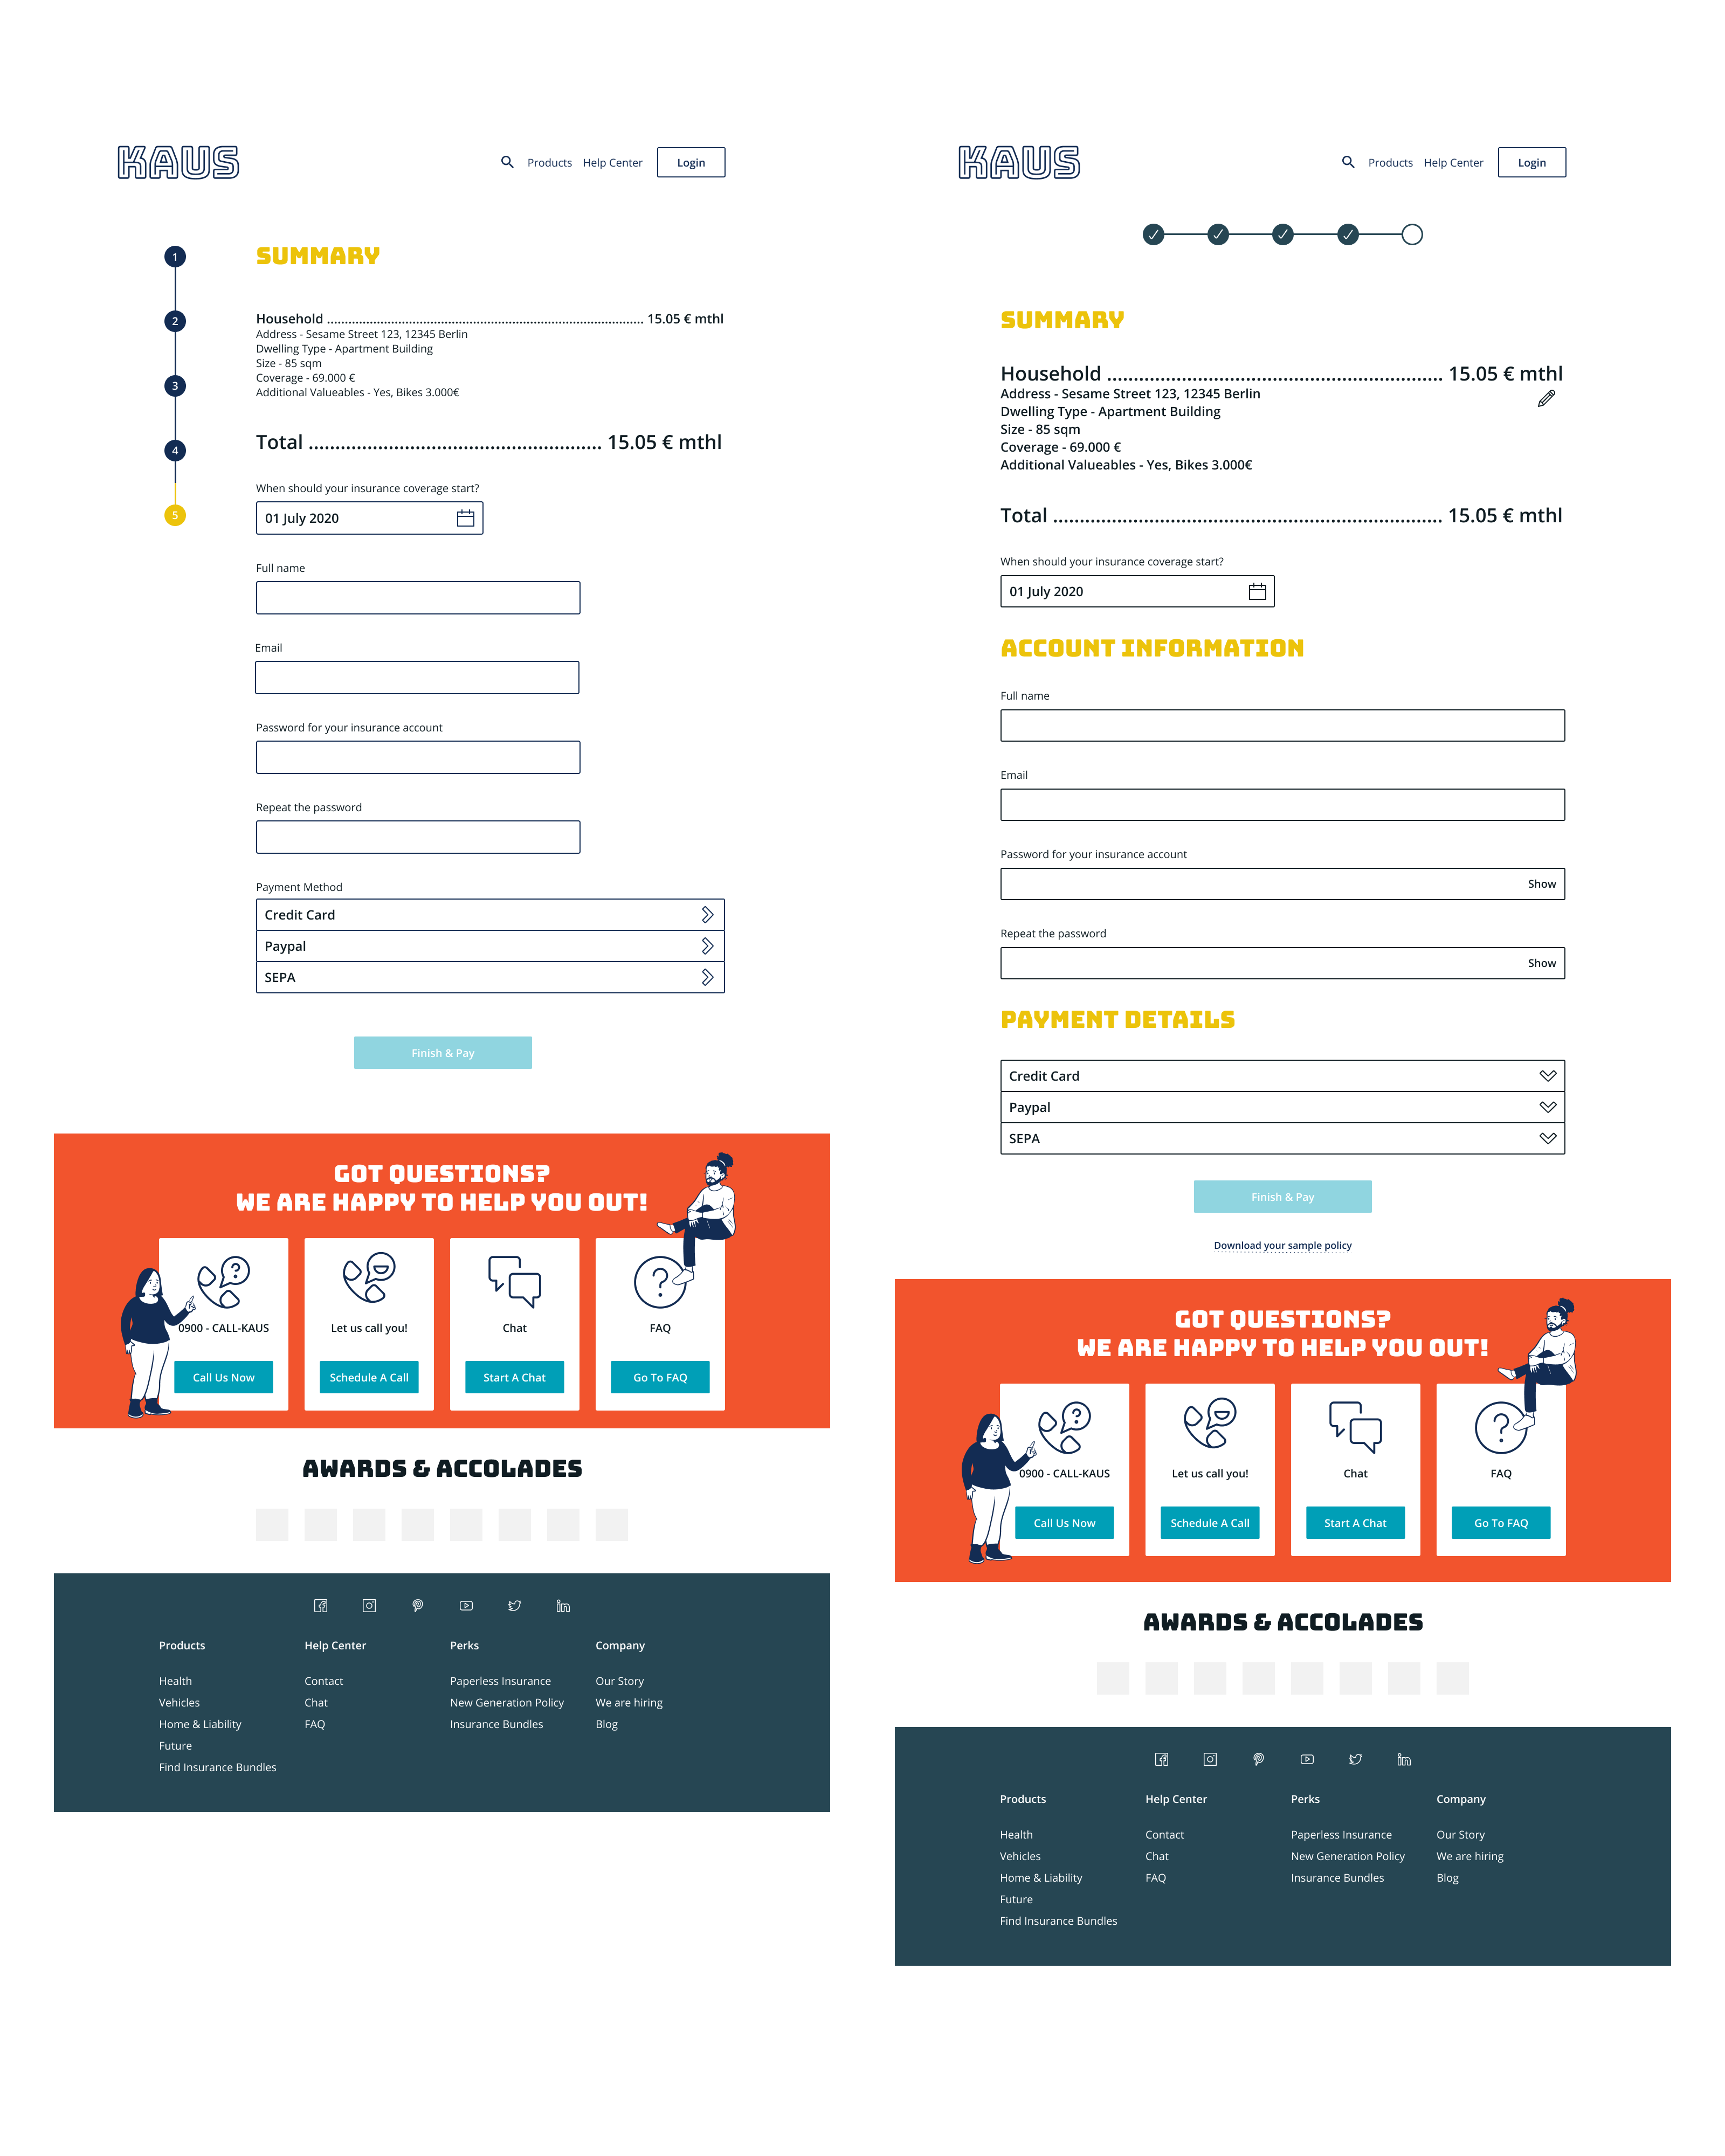 KAUS
Products Help Center Login
1
SUMMARY
2
Household ........................................................................................ 15.05 € mthl
Address - Sesame Street 123, 12345 Berlin
Dwelling Type - Apartment Building
Size - 85 sqm
3
Coverage - 69.000 €
Additional Valueables - Yes, Bikes 3.000€
4
Total ........................................................ 15.05 € mthl
When should your insurance coverage start?
5
01 July 2020
Full name
Email
Password for your insurance account
Repeat the password
Payment Method
Credit Card
Paypal
SEPA
Finish & Pay
GOT QUESTIONS?
WE ARE HAPPY TO HELP YOU OUT!
0900 - CALL-KAUS
Let us call you!
Chat
FAQ
Call Us Now
Schedule A Call
Start A Chat
Go To FAQ
AWARDS & ACCOLADES
Products
Health
Vehicles
Home & Liability
Future
Find Insurance Bundles
Help Center
Contact
Chat
FAQ
Perks
Paperless Insurance
New Generation Policy
Insurance Bundles
Company
Our Story
We are hiring
Blog
KAUS
Products Help Center Login
SUMMARY
Household ................................................................ 15.05 € mthl
Address - Sesame Street 123, 12345 Berlin
Dwelling Type - Apartment Building
Size - 85 sqm
Coverage - 69.000 €
Additional Valueables - Yes, Bikes 3.000€
Total .......................................................................... 15.05 € mthl
When should your insurance coverage start?
01 July 2020
ACCOUNT INFORMATION
Full name
Email
Password for your insurance account
Show
Repeat the password
Show
PAYMENT DETAILS
Credit Card
Paypal
SEPA
Finish & Pay
Download your sample policy
GOT QUESTIONS?
WE ARE HAPPY TO HELP YOU OUT!
0900 - CALL-KAUS
Let us call you!
Chat
FAQ
Call Us Now
Schedule A Call
Start A Chat
Go To FAQ
AWARDS & ACCOLADES
Products
Health
Vehicles
Home & Liability
Future
Find Insurance Bundles
Help Center
Contact
Chat
FAQ
Perks
Paperless Insurance
New Generation Policy
Insurance Bundles
Company
Our Story
We are hiring
Blog